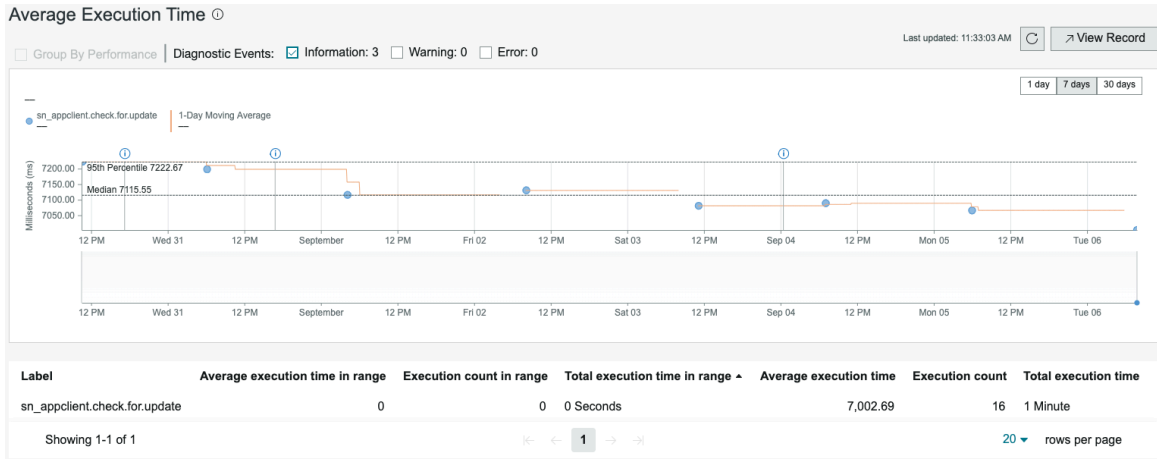 Average Execution Time
Last updated: 11:33:03 AM
View Record
Group By Performance
Diagnostic Events:
Information: 3
Warning: 0
Error: 0
1 day
7 days
30 days
—
sn_appclient.check.for.update
—
1-Day Moving Average
—
Milliseconds (ms)
7200.00
7150.00
7100.00
7050.00
95th Percentile 7222.67
Median 7115.55
12 PM Wed 31 12 PM September 12 PM Fri 02 12 PM Sat 03 12 PM Sep 04 12 PM Mon 05 12 PM Tue 06
12 PM Wed 31 12 PM September 12 PM Fri 02 12 PM Sat 03 12 PM Sep 04 12 PM Mon 05 12 PM Tue 06
Label Average execution time in range Execution count in range Total execution time in range Average execution time Execution count Total execution time
sn_appclient.check.for.update 0 0 0 Seconds 7,002.69 16 1 Minute
Showing 1-1 of 1 1 20 rows per page